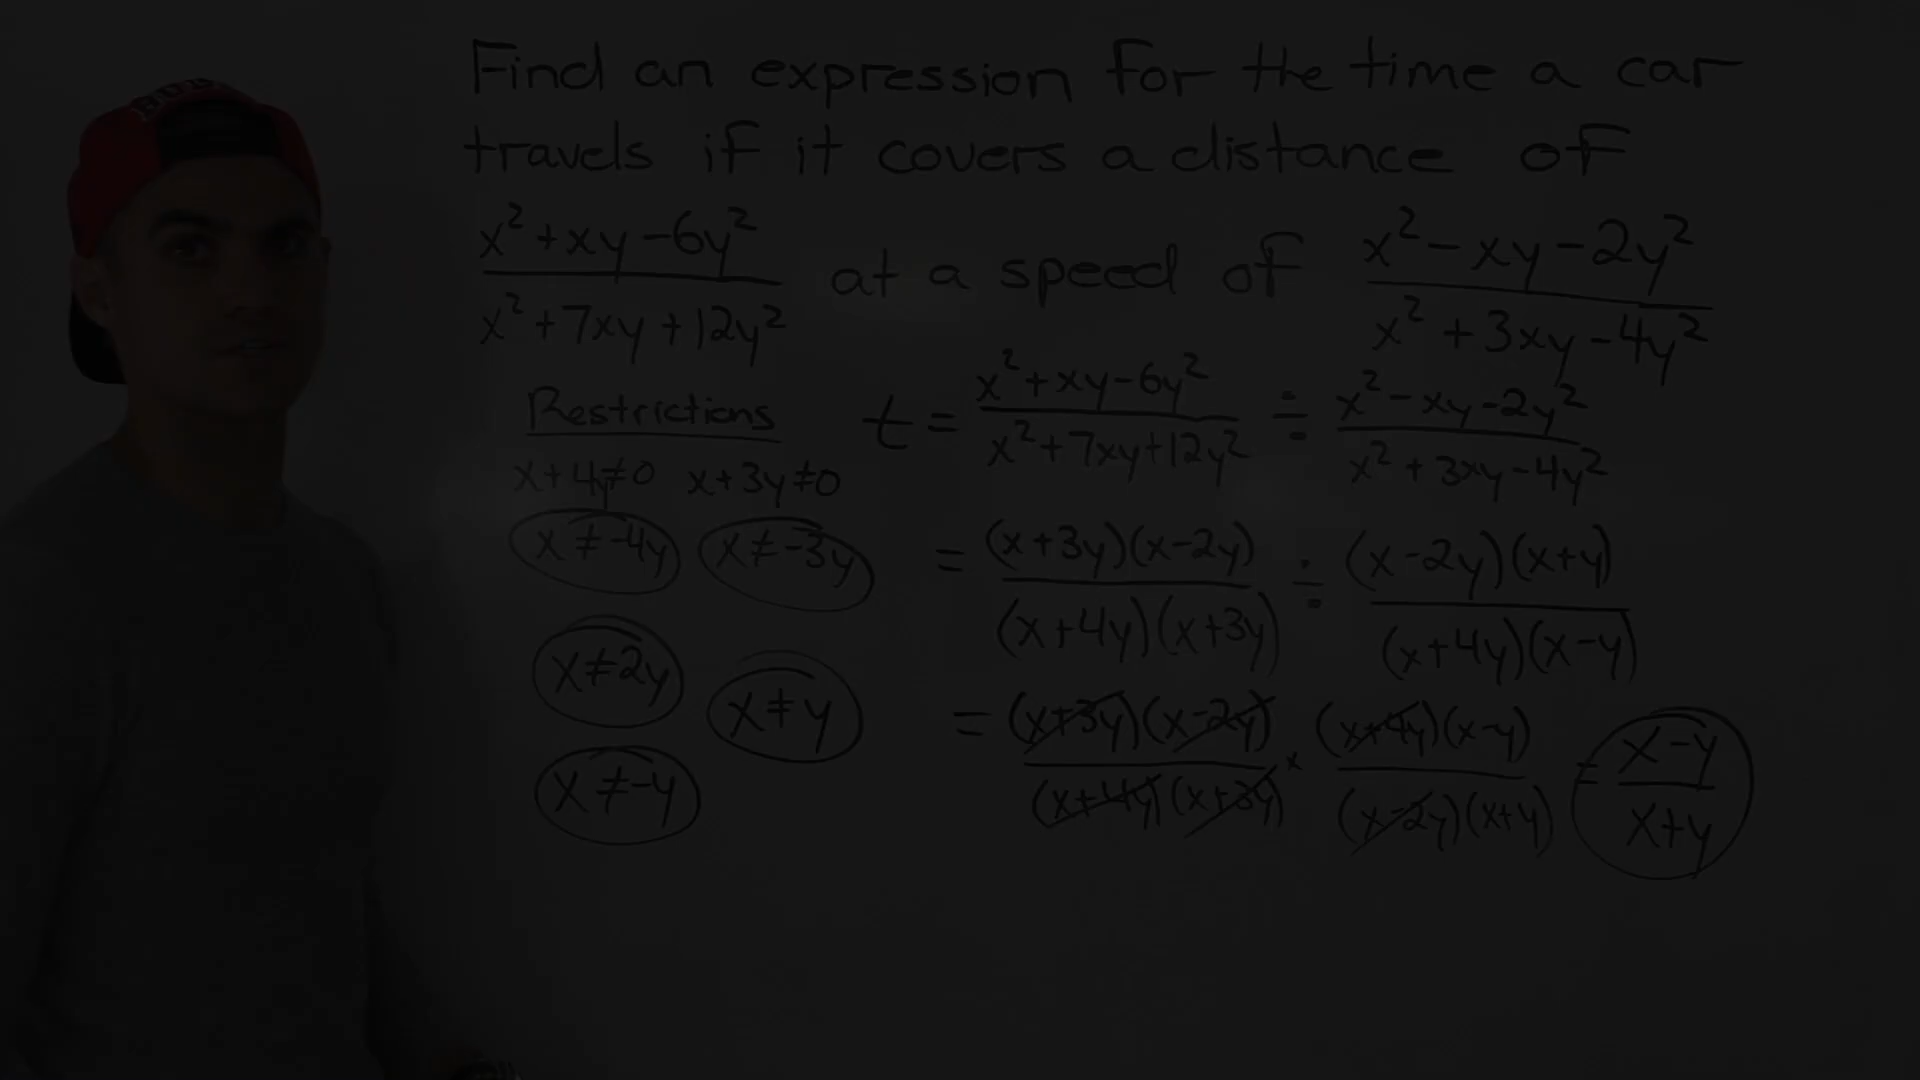 Find an expression for the time a car
travels if it covers a distance of
x²+xy-6y² / x²+7xy+12y² at a speed of x²-xy-2y² / x²+3xy-4y²
Restrictions
x+4y≠0 x+3y≠0
x≠-4y x≠-3y
x≠2y x≠y
x≠-y
t = x²+xy-6y² / x²+7xy+12y² ÷ x²-xy-2y² / x²+3xy-4y²
= (x+3y)(x-2y) / (x+4y)(x+3y) ÷ (x-2y)(x+y) / (x+4y)(x-y)
= (x+3y)(x-2y) / (x+4y)(x+3y) × (x+4y)(x-y) / (x-2y)(x+y) = x-y / x+y